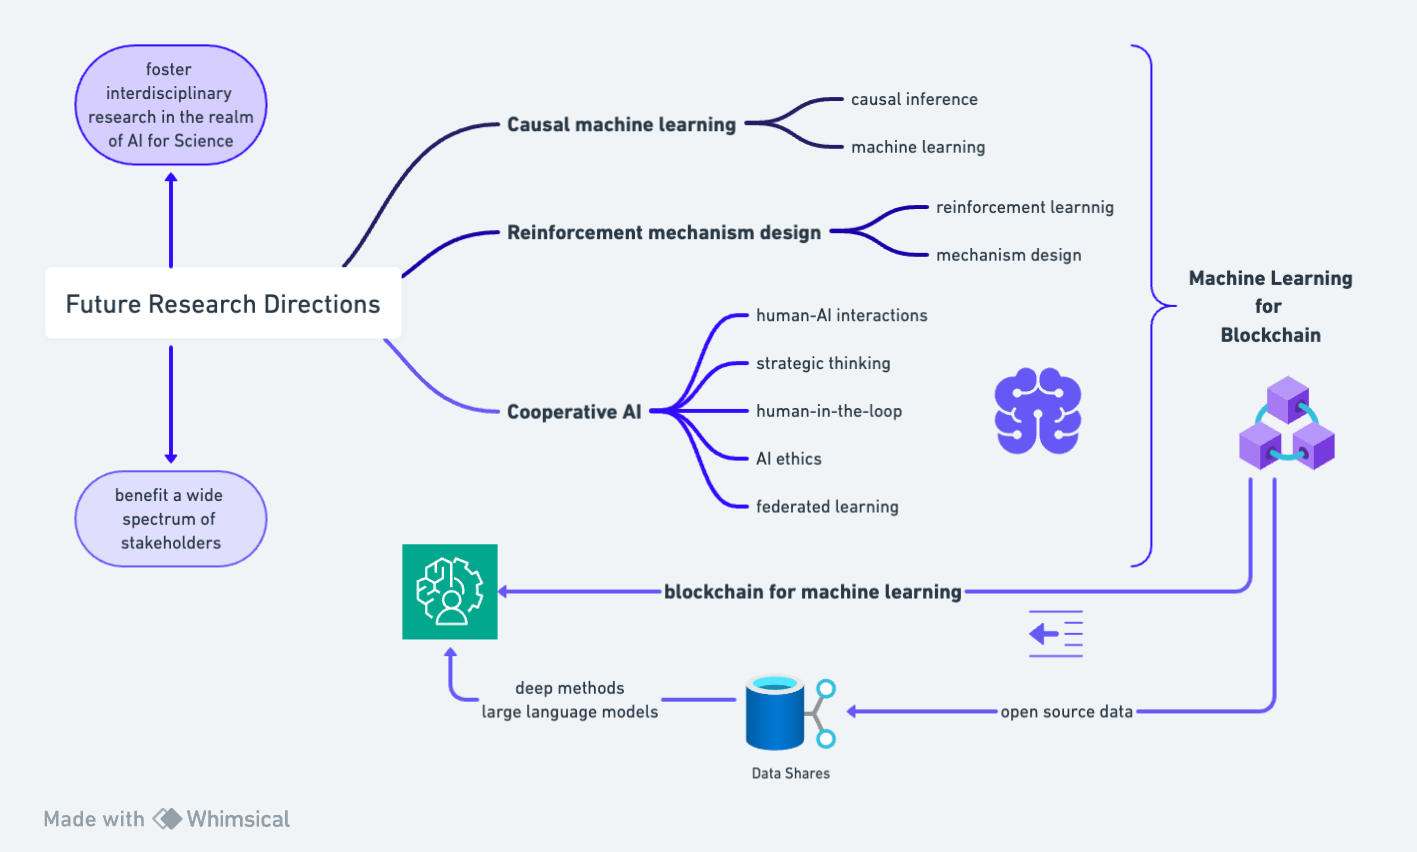 foster
interdisciplinary
research in the realm
of AI for Science
Future Research Directions
benefit a wide
spectrum of
stakeholders
Causal machine learning
causal inference
machine learning
Reinforcement mechanism design
reinforcement learnnig
mechanism design
Cooperative AI
human-AI interactions
strategic thinking
human-in-the-loop
AI ethics
federated learning
Machine Learning
for
Blockchain
blockchain for machine learning
deep methods
large language models
open source data
Data Shares
Made with Whimsical